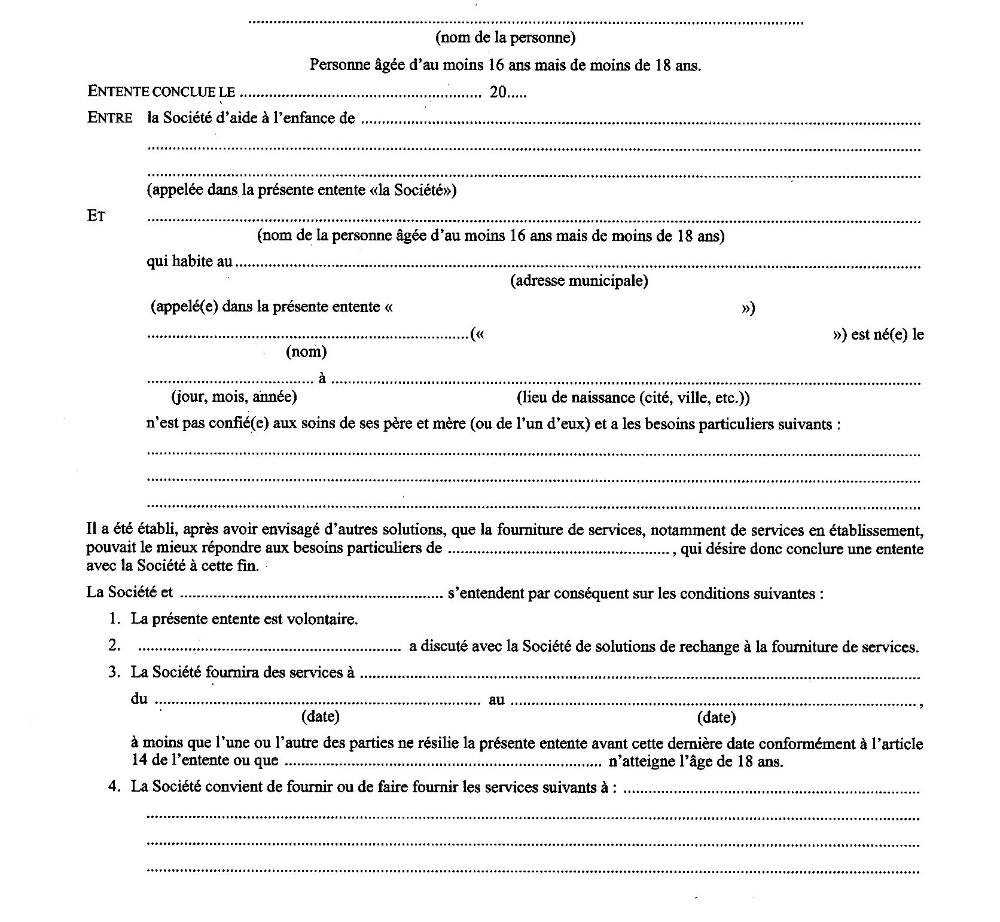 ........................................................................
(nom de la personne)
Personne âgée d'au moins 16 ans mais de moins de 18 ans.
ENTENTE CONCLUE LE .......................................................... 20.....
ENTRE la Société d'aide à l'enfance de ........................................................................
........................................................................
........................................................................
(appelée dans la présente entente «la Société»)
ET ........................................................................
(nom de la personne âgée d'au moins 16 ans mais de moins de 18 ans)
qui habite au........................................................................
(adresse municipale)
(appelé(e) dans la présente entente « »)
.............................................................................(« ») est né(e) le
(nom)
........................................ à ........................................................................
(jour, mois, année) (lieu de naissance (cité, ville, etc.))
n'est pas confié(e) aux soins de ses père et mère (ou de l'un d'eux) et a les besoins particuliers suivants :
........................................................................
........................................................................
........................................................................
Il a été établi, après avoir envisagé d'autres solutions, que la fourniture de services, notamment de services en établissement,
pouvait le mieux répondre aux besoins particuliers de ..................................................... , qui désire donc conclure une entente
avec la Société à cette fin.
La Société et ............................................................... s'entendent par conséquent sur les conditions suivantes :
1. La présente entente est volontaire.
2. ............................................................... a discuté avec la Société de solutions de rechange à la fourniture de services.
3. La Société fournira des services à ........................................................................
du ........................................................................ au ........................................................................ ,
(date) (date)
à moins que l'une ou l'autre des parties ne résilie la présente entente avant cette dernière date conformément à l'article
14 de l'entente ou que ........................................................................ n'atteigne l'âge de 18 ans.
4. La Société convient de fournir ou de faire fournir les services suivants à : ........................................................................
........................................................................
........................................................................
........................................................................